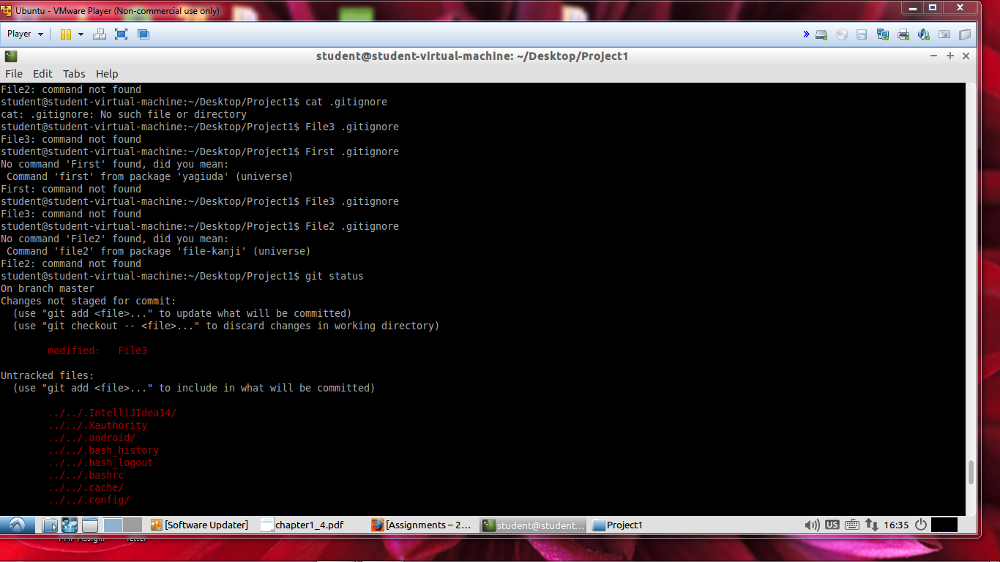 Ubuntu - VMware Player (Non-commercial use only)
Player
student@student-virtual-machine: ~/Desktop/Project1
File Edit Tabs Help
File2: command not found
student@student-virtual-machine:~/Desktop/Project1$ cat .gitignore
cat: .gitignore: No such file or directory
student@student-virtual-machine:~/Desktop/Project1$ File3 .gitignore
File3: command not found
student@student-virtual-machine:~/Desktop/Project1$ First .gitignore
No command 'First' found, did you mean:
 Command 'first' from package 'yagiuda' (universe)
First: command not found
student@student-virtual-machine:~/Desktop/Project1$ File3 .gitignore
File3: command not found
student@student-virtual-machine:~/Desktop/Project1$ File2 .gitignore
No command 'File2' found, did you mean:
 Command 'file2' from package 'file-kanji' (universe)
File2: command not found
student@student-virtual-machine:~/Desktop/Project1$ git status
On branch master
Changes not staged for commit:
  (use "git add <file>..." to update what will be committed)
  (use "git checkout -- <file>..." to discard changes in working directory)
modified:   File3
Untracked files:
  (use "git add <file>..." to include in what will be committed)
../../.IntelliJIdea14/
../../.Xauthority
../../.android/
../../.bash_history
../../.bash_logout
../../.bashrc
../../.cache/
../../.config/
[Software Updater] chapter1_4.pdf [Assignments – 2... student@student... Project1 US 16:35